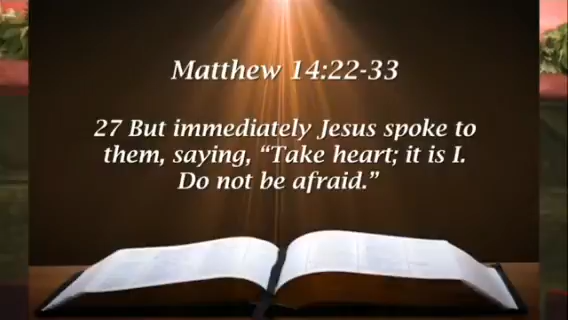 Matthew 14:22-33
27 But immediately Jesus spoke to
them, saying, “Take heart; it is I.
Do not be afraid.”